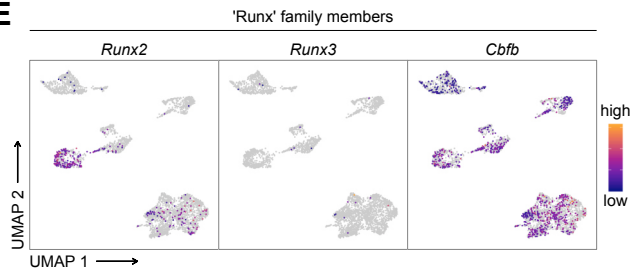 E
'Runx' family members
Runx2 Runx3 Cbfb
high
low
UMAP 2
UMAP 1